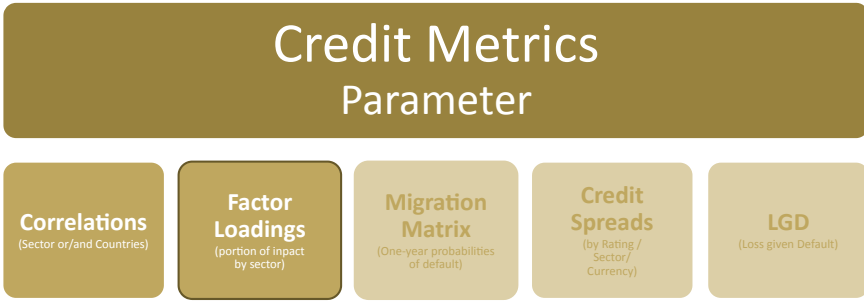 Credit Metrics
Parameter
Correlations
(Sector or/and Countries)
Factor
Loadings
(portion of inpact
by sector)
Migration
Matrix
(One-year probabilities
of default)
Credit
Spreads
(by Rating /
Sector/
Currency)
LGD
(Loss given Default)